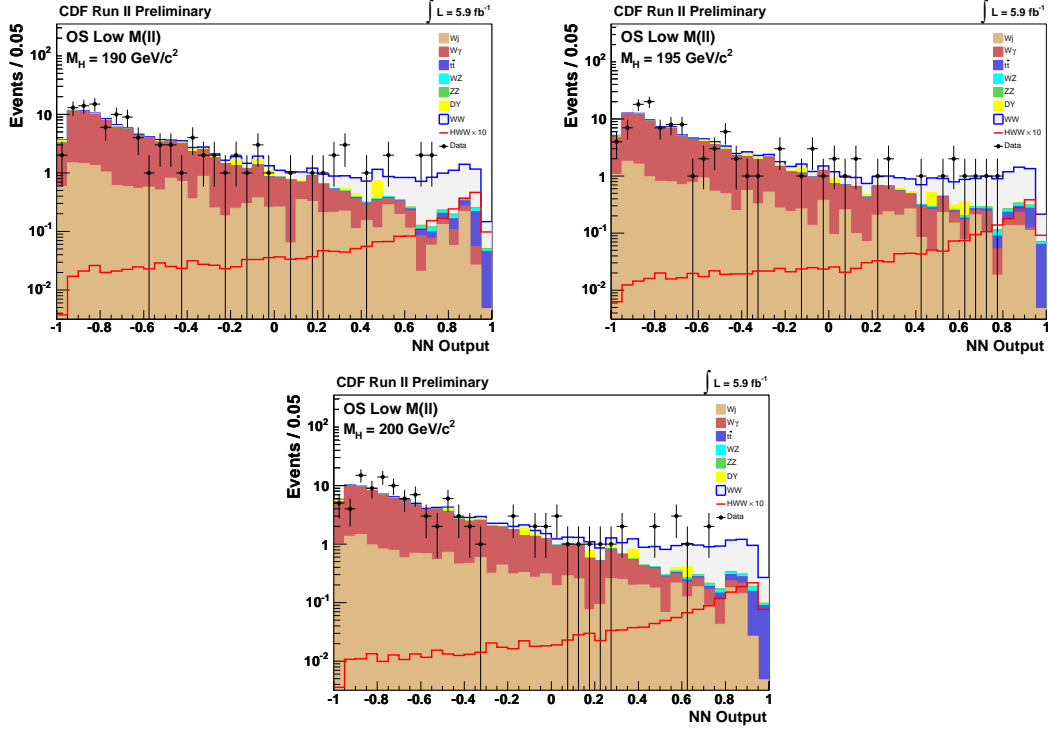 CDF Run II Preliminary
∫ L = 5.9 fb⁻¹
OS Low M(ll)
M_H = 190 GeV/c²
Events / 0.05
10²
10
1
10⁻¹
10⁻²
Wj
Wγ
tt̄
WZ
ZZ
DY
WW
HWW × 10
Data
-1 -0.8 -0.6 -0.4 -0.2 0 0.2 0.4 0.6 0.8 1
NN Output
CDF Run II Preliminary
∫ L = 5.9 fb⁻¹
OS Low M(ll)
M_H = 195 GeV/c²
Events / 0.05
10²
10
1
10⁻¹
10⁻²
Wj
Wγ
tt̄
WZ
ZZ
DY
WW
HWW × 10
Data
-1 -0.8 -0.6 -0.4 -0.2 0 0.2 0.4 0.6 0.8 1
NN Output
CDF Run II Preliminary
∫ L = 5.9 fb⁻¹
OS Low M(ll)
M_H = 200 GeV/c²
Events / 0.05
10²
10
1
10⁻¹
10⁻²
Wj
Wγ
tt̄
WZ
ZZ
DY
WW
HWW × 10
Data
-1 -0.8 -0.6 -0.4 -0.2 0 0.2 0.4 0.6 0.8 1
NN Output